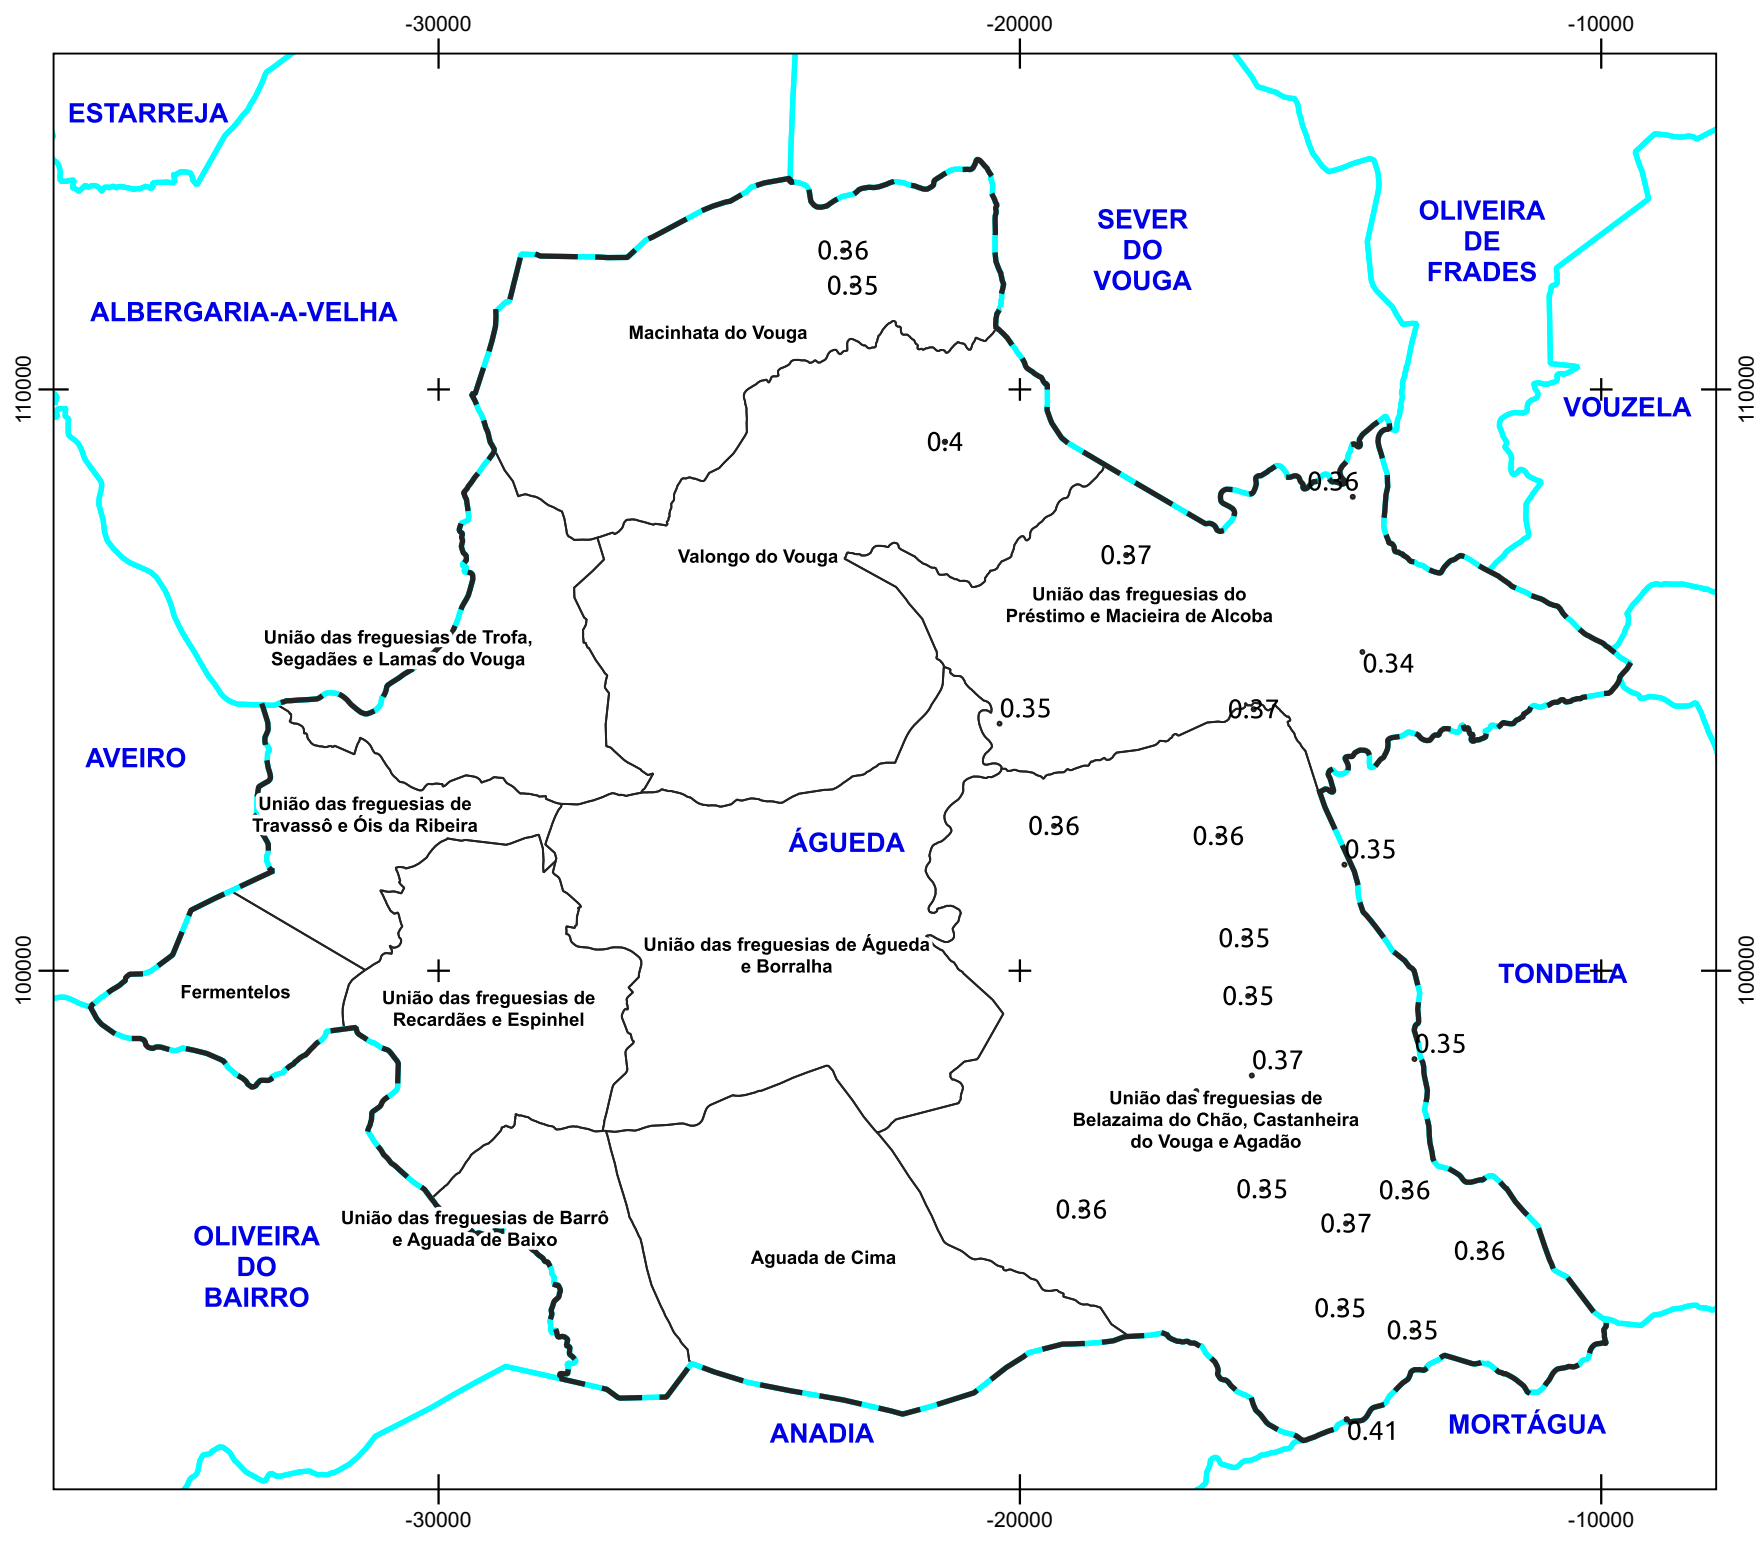 -30000
-20000
-10000
ESTARREJA
ALBERGARIA-A-VELHA
SEVER
DO
VOUGA
OLIVEIRA
DE
FRADES
VOUZELA
110000
110000
0.36
0.35
Macinhata do Vouga
0.4
0.36
Valongo do Vouga
0.37
União das freguesias do
Préstimo e Macieira de Alcoba
União das freguesias de Trofa,
Segadães e Lamas do Vouga
0.34
0.35
0.37
AVEIRO
União das freguesias de
Travassô e Óis da Ribeira
ÁGUEDA
0.36
0.36
0.35
União das freguesias de Águeda
e Borralha
0.35
TONDELA
100000
100000
Fermentelos
União das freguesias de
Recardães e Espinhel
0.35
0.35
0.37
União das freguesias de
Belazaima do Chão, Castanheira
do Vouga e Agadão
0.35
0.36
0.36
0.37
União das freguesias de Barrô
e Aguada de Baixo
OLIVEIRA
DO
BAIRRO
Aguada de Cima
0.36
0.35
0.35
ANADIA
0.41
MORTÁGUA
-30000
-20000
-10000